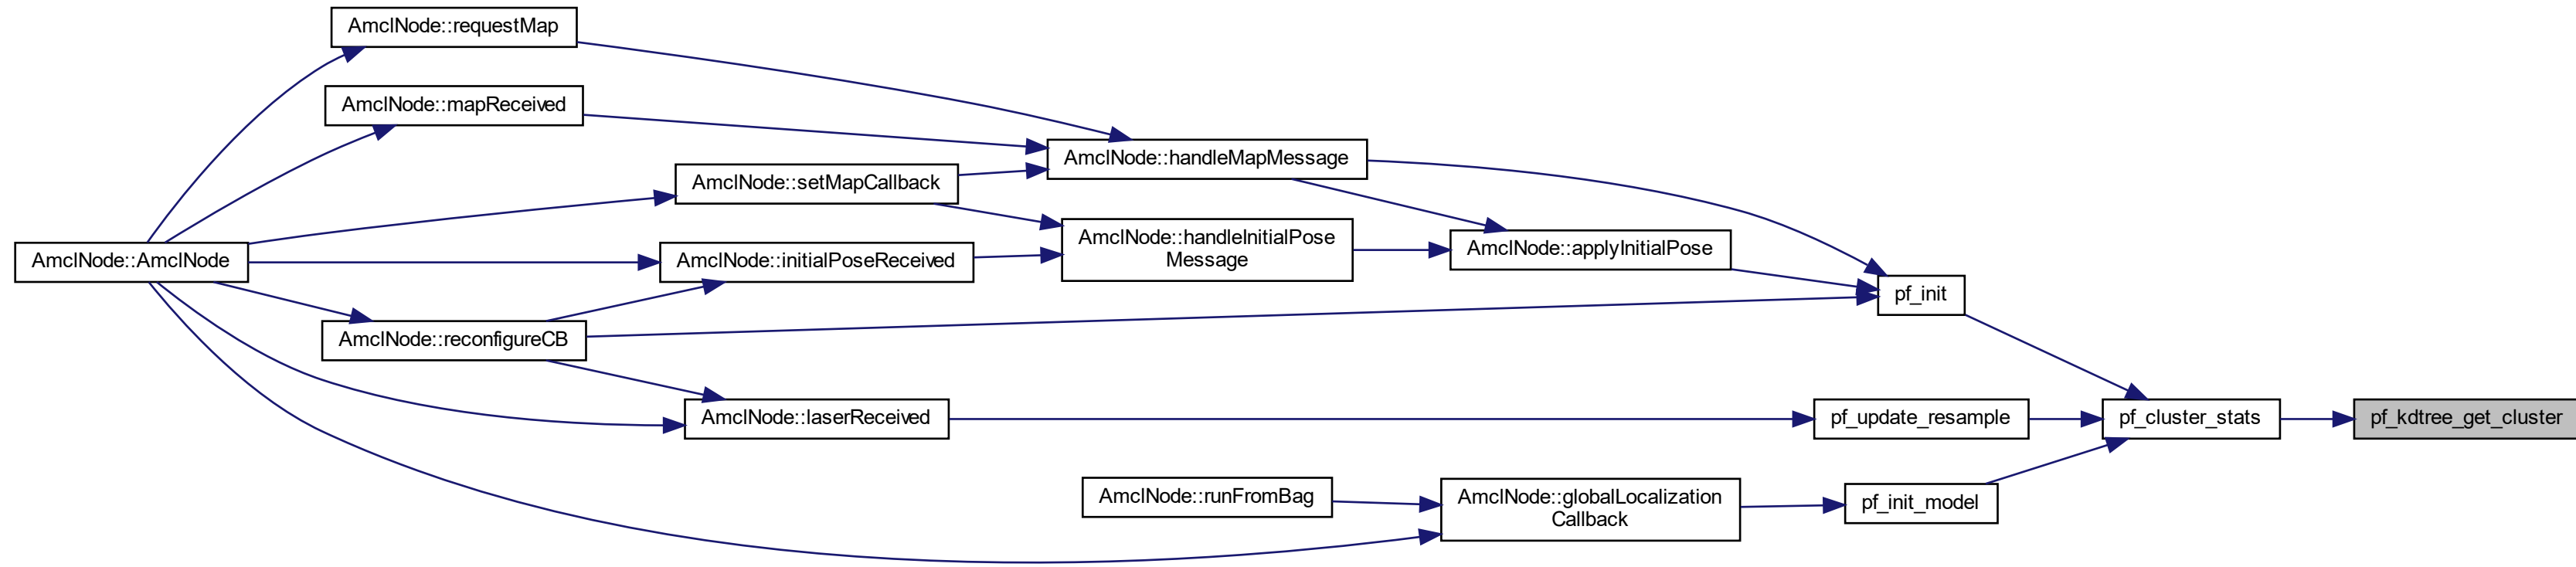 AmclNode::requestMap
AmclNode::mapReceived
AmclNode::handleMapMessage
AmclNode::setMapCallback
AmclNode::handleInitialPose
Message
AmclNode::applyInitialPose
AmclNode::AmclNode
AmclNode::initialPoseReceived
pf_init
AmclNode::reconfigureCB
AmclNode::laserReceived
pf_update_resample
pf_cluster_stats
pf_kdtree_get_cluster
AmclNode::runFromBag
AmclNode::globalLocalization
Callback
pf_init_model